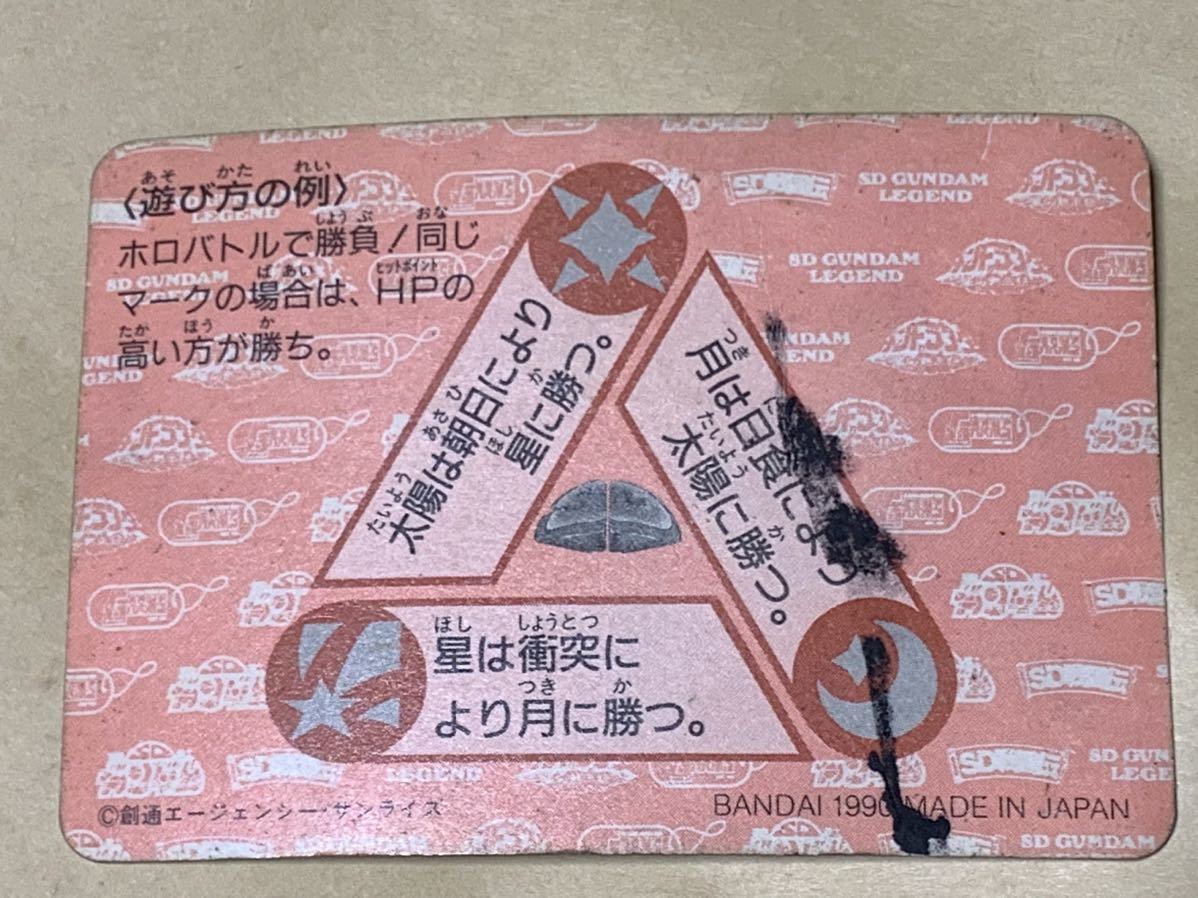 〈遊び方の例〉
ホロバトルで勝負！同じ
マークの場合は、HPの
高い方が勝ち。
太陽は朝日により
星に勝つ。
月は日食により
太陽に勝つ。
星は衝突に
より月に勝つ。
©創通エージェンシー・サンライズ
BANDAI 1990 MADE IN JAPAN
SD GUNDAM
LEGEND